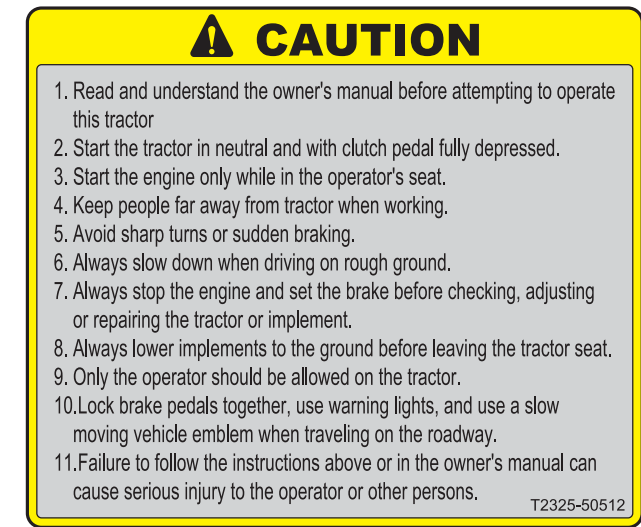 CAUTION
1. Read and understand the owner's manual before attempting to operate
this tractor
2. Start the tractor in neutral and with clutch pedal fully depressed.
3. Start the engine only while in the operator's seat.
4. Keep people far away from tractor when working.
5. Avoid sharp turns or sudden braking.
6. Always slow down when driving on rough ground.
7. Always stop the engine and set the brake before checking, adjusting
or repairing the tractor or implement.
8. Always lower implements to the ground before leaving the tractor seat.
9. Only the operator should be allowed on the tractor.
10.Lock brake pedals together, use warning lights, and use a slow
moving vehicle emblem when traveling on the roadway.
11.Failure to follow the instructions above or in the owner's manual can
cause serious injury to the operator or other persons.
T2325-50512